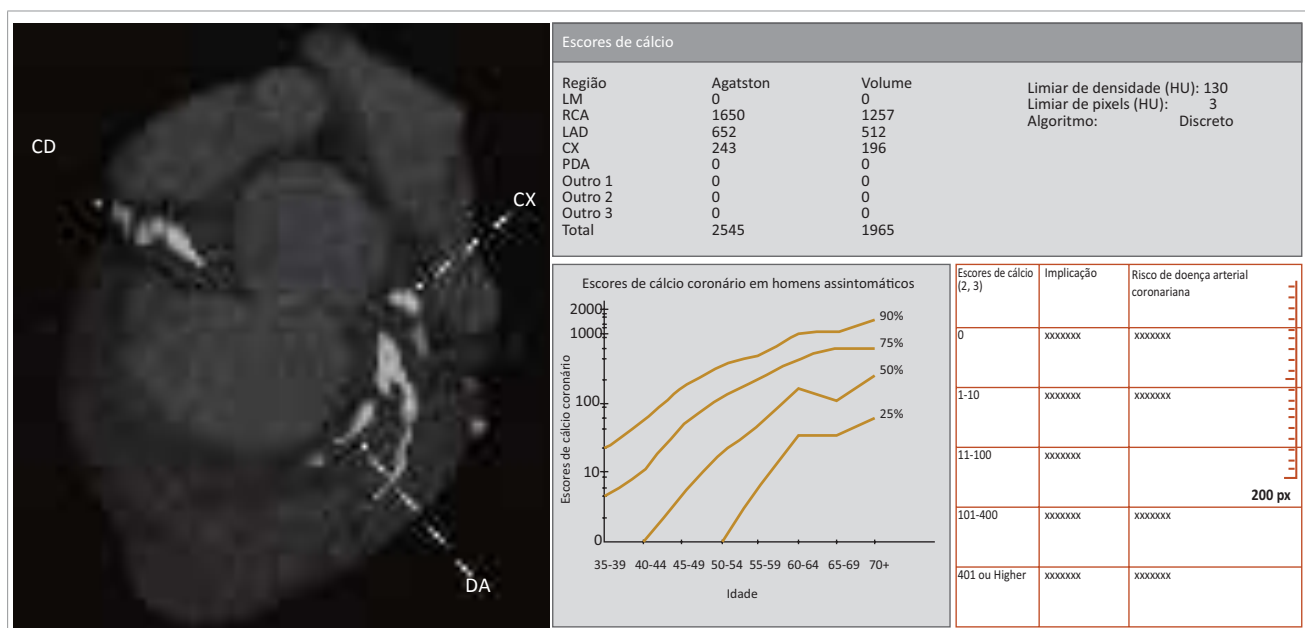 CD
CX
DA
Escores de cálcio
Região Agatston Volume
LM 0 0
RCA 1650 1257
LAD 652 512
CX 243 196
PDA 0 0
Outro 1 0 0
Outro 2 0 0
Outro 3 0 0
Total 2545 1965
Limiar de densidade (HU): 130
Limiar de pixels (HU): 3
Algoritmo: Discreto
Escores de cálcio coronário em homens assintomáticos
Escores de cálcio coronário
2000
1000
100
10
0
90%
75%
50%
25%
35-39 40-44 45-49 50-54 55-59 60-64 65-69 70+
Idade
Escores de cálcio Implicação Risco de doença arterial
(2, 3) coronariana
0 xxxxxxx xxxxxxx
1-10 xxxxxxx xxxxxxx
11-100 xxxxxxx
200 px
101-400 xxxxxxx xxxxxxx
401 ou Higher xxxxxxx xxxxxxx